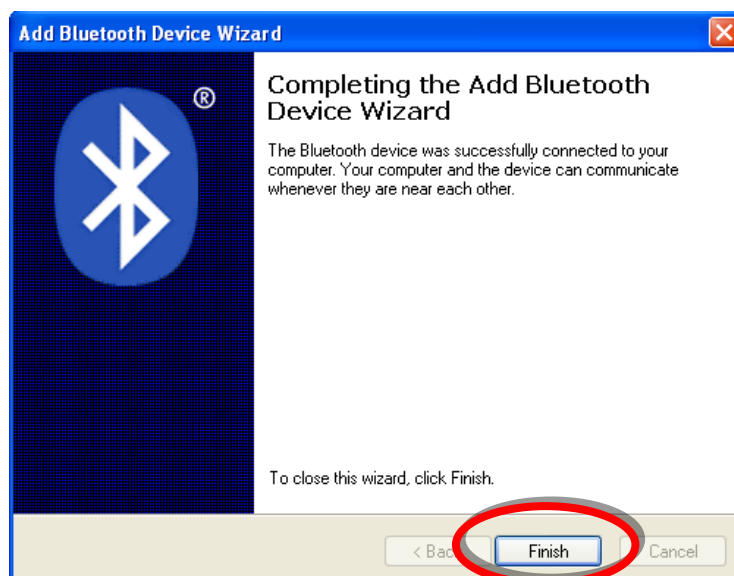 Add Bluetooth Device Wizard
®
Completing the Add Bluetooth
Device Wizard
The Bluetooth device was successfully connected to your
computer. Your computer and the device can communicate
whenever they are near each other.
To close this wizard, click Finish.
< Bac Finish Cancel